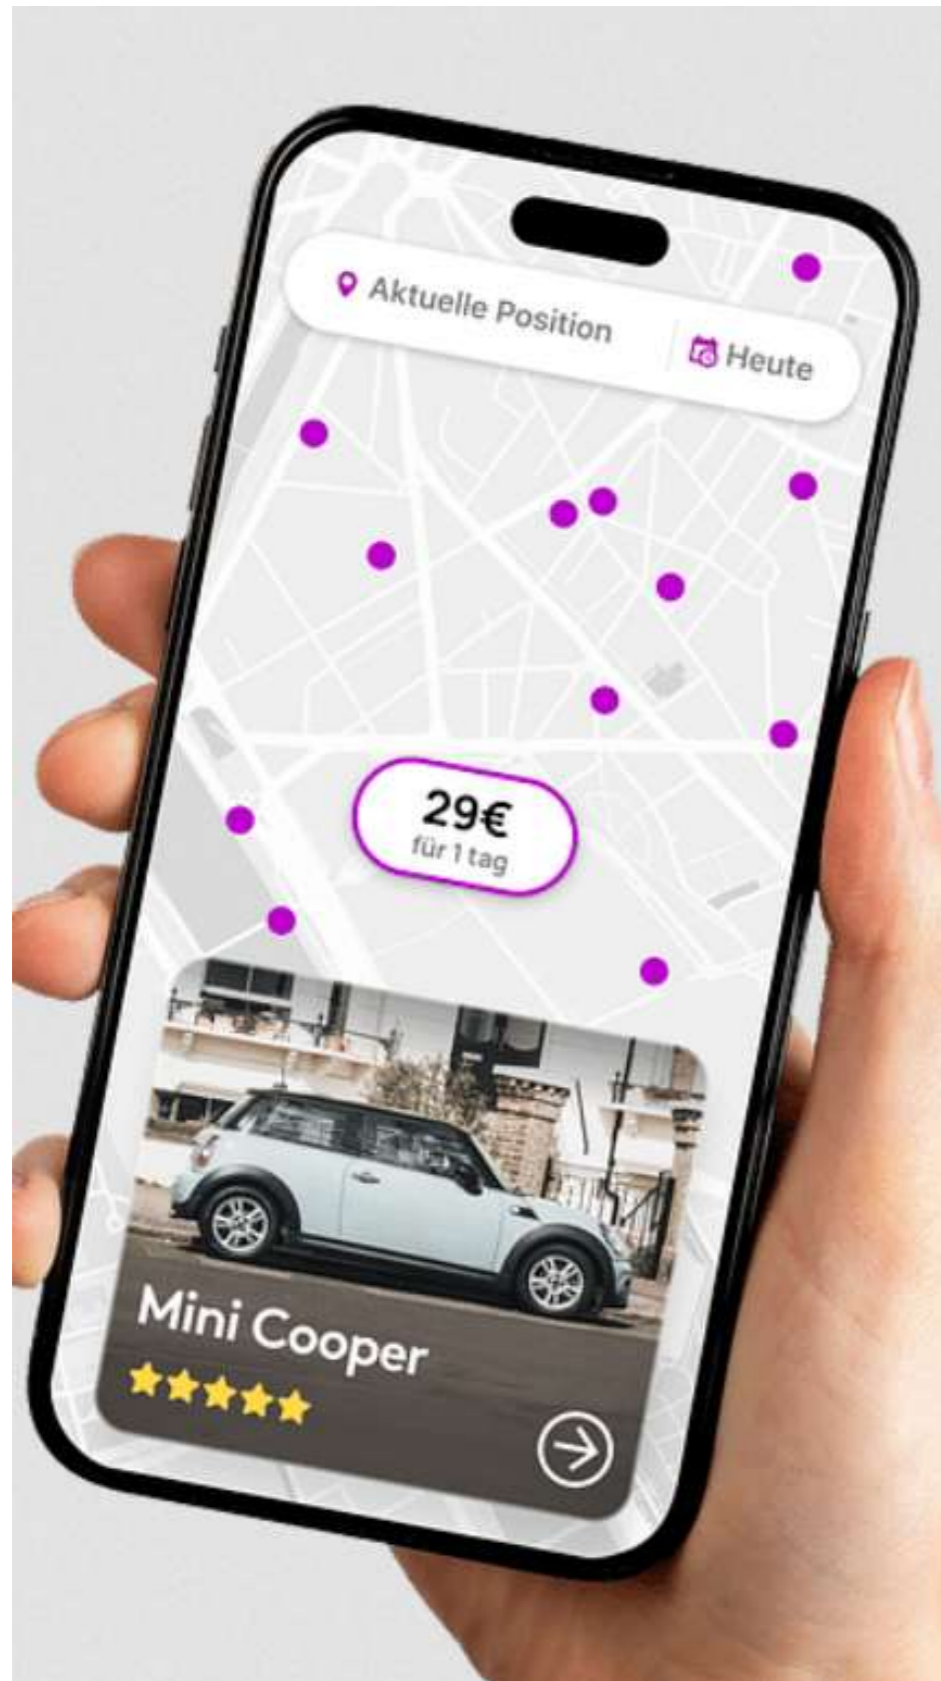 Aktuelle Position
Heute
29€
für 1 tag
Mini Cooper